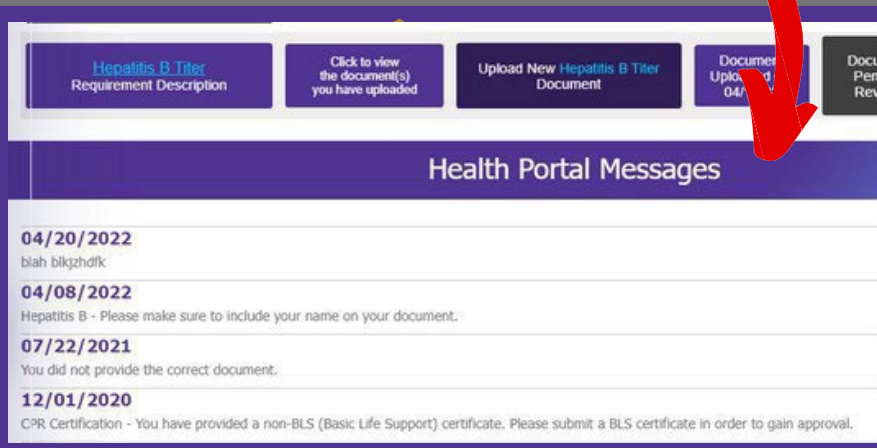 Hepatitis B Titer
Requirement Description
Click to view
the document(s)
you have uploaded
Upload New Hepatitis B Titer
Document
Health Portal Messages
04/20/2022
blah blkjzhdfk
04/08/2022
Hepatitis B - Please make sure to include your name on your document.
07/22/2021
You did not provide the correct document.
12/01/2020
CPR Certification - You have provided a non-BLS (Basic Life Support) certificate. Please submit a BLS certificate in order to gain approval.